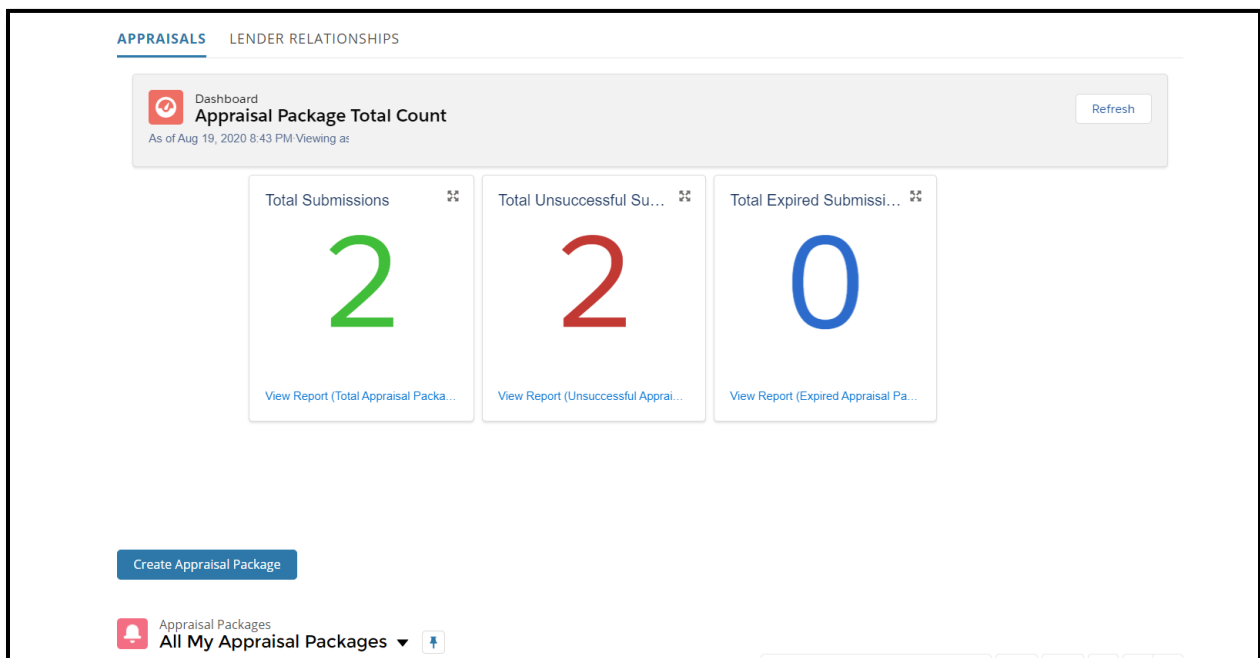 APPRAISALS LENDER RELATIONSHIPS
Dashboard
Appraisal Package Total Count
As of Aug 19, 2020 8:43 PM·Viewing as
Refresh
Total Submissions
2
View Report (Total Appraisal Packa...
Total Unsuccessful Su...
2
View Report (Unsuccessful Apprai...
Total Expired Submissi...
0
View Report (Expired Appraisal Pa...
Create Appraisal Package
Appraisal Packages
All My Appraisal Packages